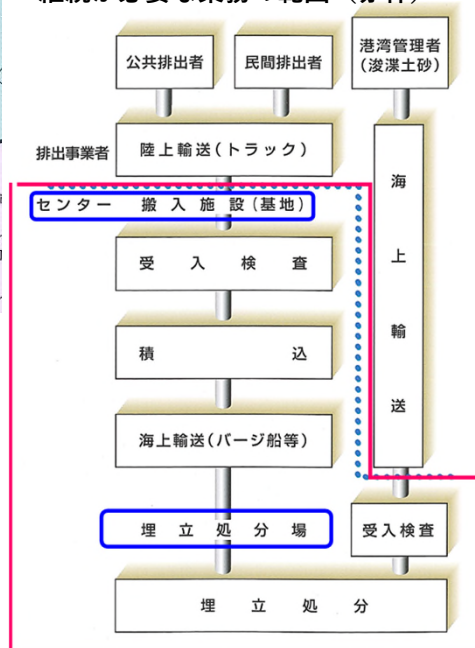 公共排出者
民間排出者
港湾管理者
(浚渫土砂)
排出事業者
陸上輸送(トラック)
センター 搬入施設(基地)
受入検査
積込
海上輸送(バージ船等)
海上輸送
埋立処分場
受入検査
埋立処分